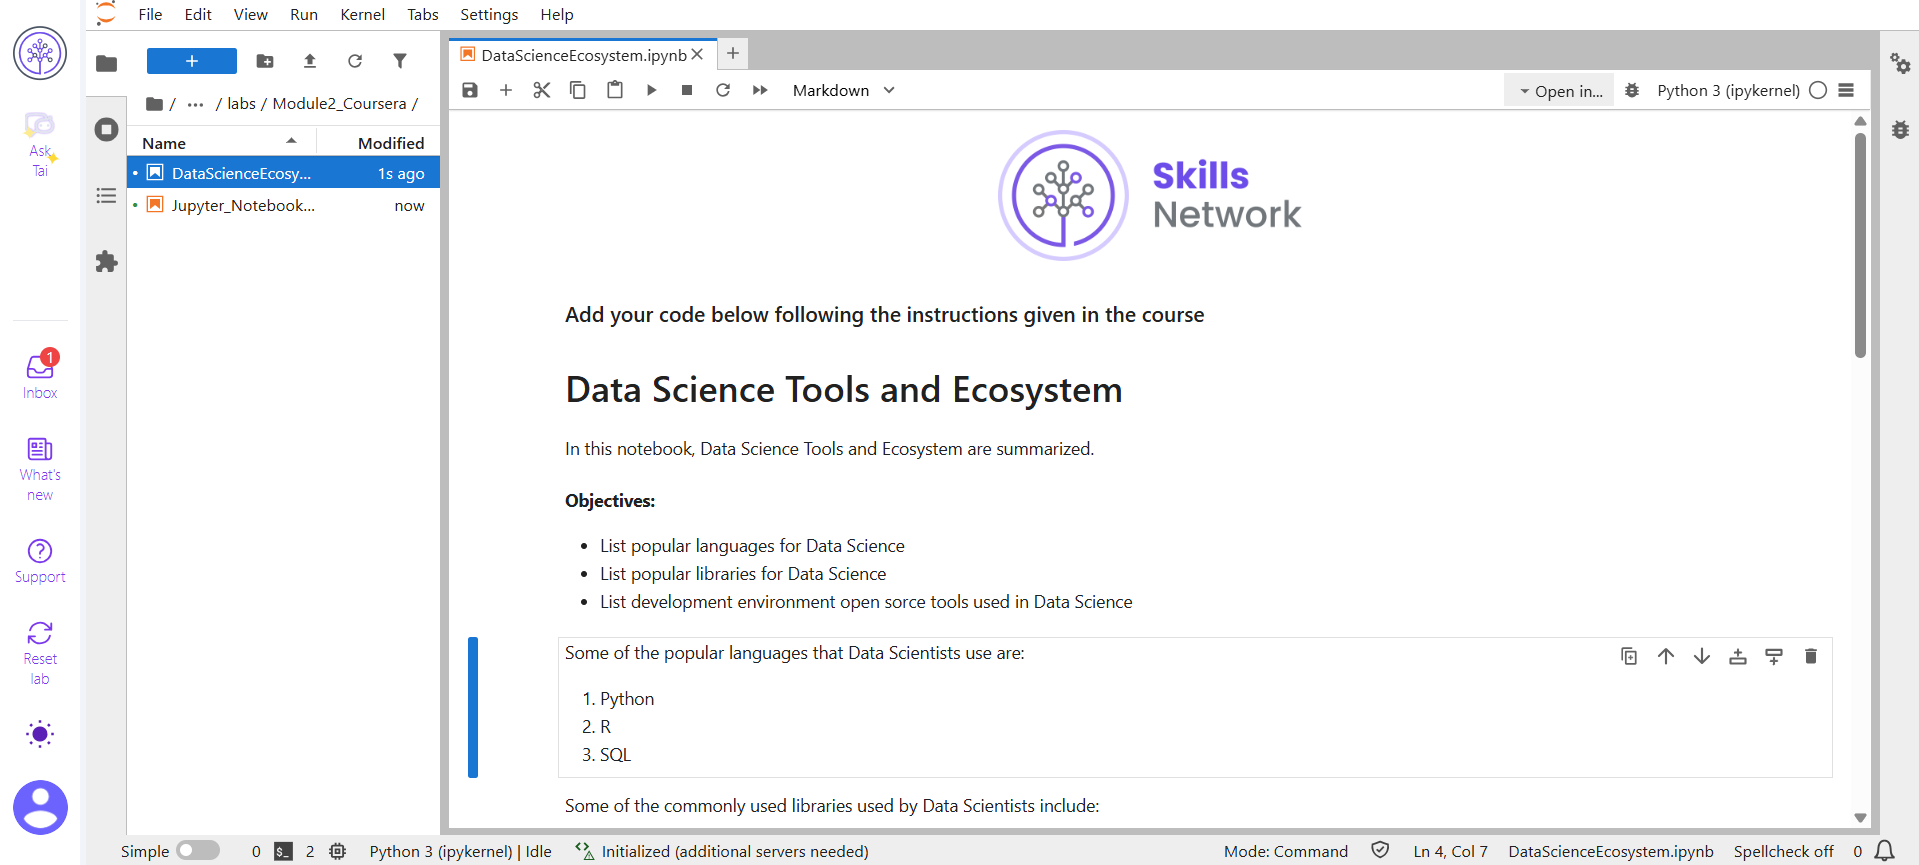 File Edit View Run Kernel Tabs Settings Help
Ask Tai
Inbox 1
What's new
Support
Reset lab
/ ... / labs / Module2_Coursera /
Name Modified
DataScienceEcosy... 1s ago
Jupyter_Notebook... now
DataScienceEcosystem.ipynb
Markdown Open in... Python 3 (ipykernel)
Skills
Network
Add your code below following the instructions given in the course
Data Science Tools and Ecosystem
In this notebook, Data Science Tools and Ecosystem are summarized.
Objectives:
• List popular languages for Data Science
• List popular libraries for Data Science
• List development environment open sorce tools used in Data Science
Some of the popular languages that Data Scientists use are:
1. Python
2. R
3. SQL
Some of the commonly used libraries used by Data Scientists include:
Simple 0 $_ 2 Python 3 (ipykernel) | Idle Initialized (additional servers needed) Mode: Command Ln 4, Col 7 DataScienceEcosystem.ipynb Spellcheck off 0